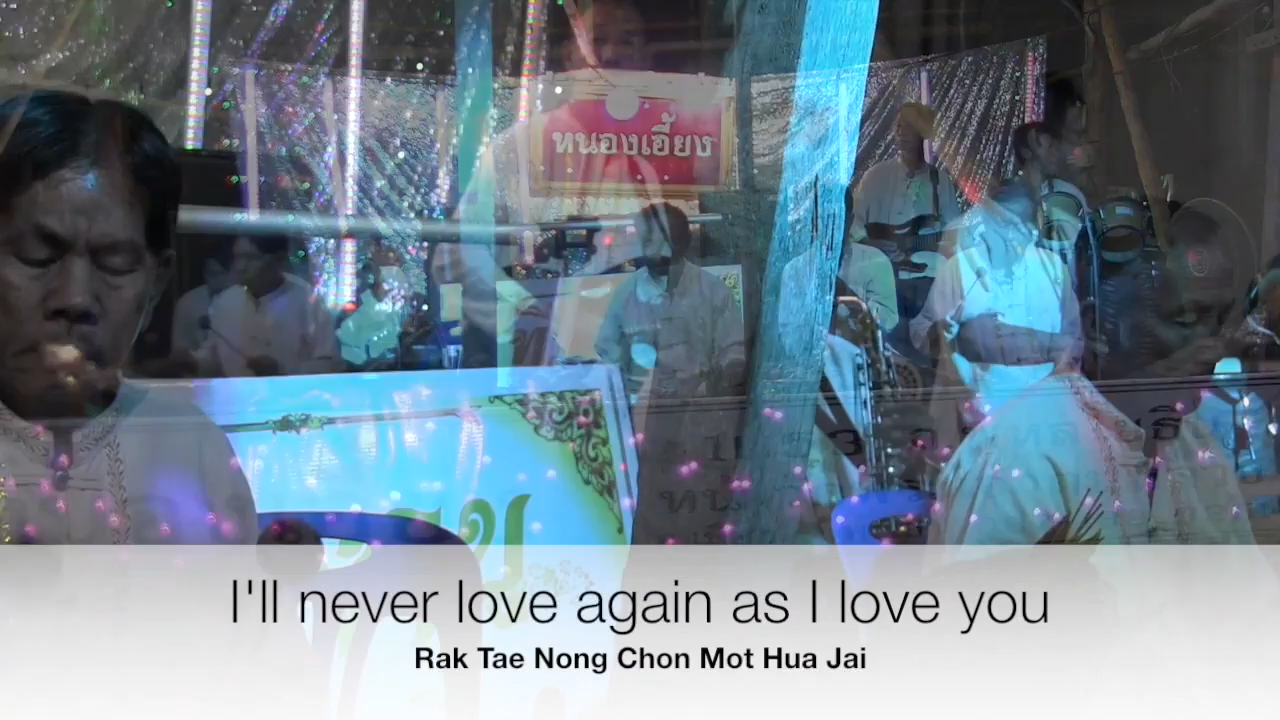 หนองเอี้ยง
I'll never love again as I love you
Rak Tae Nong Chon Mot Hua Jai